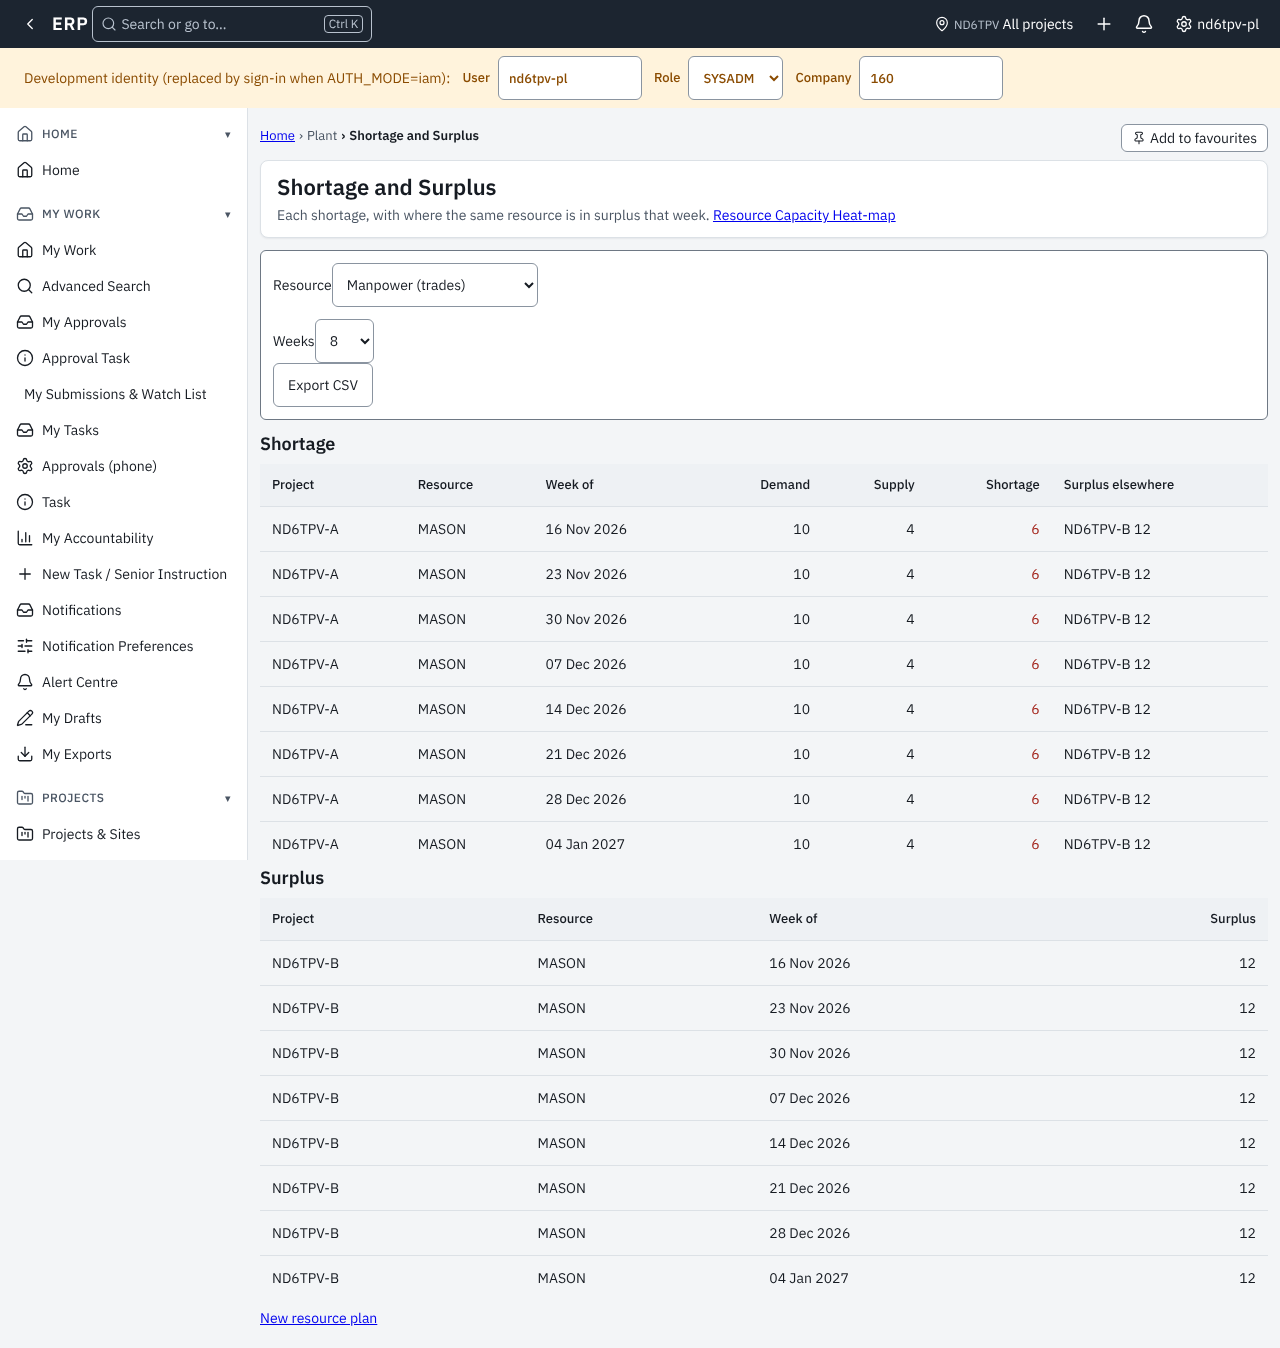 ERP
Search or go to...
Ctrl K
ND6TPV All projects
nd6tpv-pl
Development identity (replaced by sign-in when AUTH_MODE=iam):
User
nd6tpv-pl
Role
SYSADM
Company
160
HOME
Home
MY WORK
My Work
Advanced Search
My Approvals
Approval Task
My Submissions & Watch List
My Tasks
Approvals (phone)
Task
My Accountability
New Task / Senior Instruction
Notifications
Notification Preferences
Alert Centre
My Drafts
My Exports
PROJECTS
Projects & Sites
Home › Plant › Shortage and Surplus
Add to favourites
Shortage and Surplus
Each shortage, with where the same resource is in surplus that week. Resource Capacity Heat-map
Resource Manpower (trades)
Weeks 8
Export CSV
Shortage
Project Resource Week of Demand Supply Shortage Surplus elsewhere
ND6TPV-A MASON 16 Nov 2026 10 4 6 ND6TPV-B 12
ND6TPV-A MASON 23 Nov 2026 10 4 6 ND6TPV-B 12
ND6TPV-A MASON 30 Nov 2026 10 4 6 ND6TPV-B 12
ND6TPV-A MASON 07 Dec 2026 10 4 6 ND6TPV-B 12
ND6TPV-A MASON 14 Dec 2026 10 4 6 ND6TPV-B 12
ND6TPV-A MASON 21 Dec 2026 10 4 6 ND6TPV-B 12
ND6TPV-A MASON 28 Dec 2026 10 4 6 ND6TPV-B 12
ND6TPV-A MASON 04 Jan 2027 10 4 6 ND6TPV-B 12
Surplus
Project Resource Week of Surplus
ND6TPV-B MASON 16 Nov 2026 12
ND6TPV-B MASON 23 Nov 2026 12
ND6TPV-B MASON 30 Nov 2026 12
ND6TPV-B MASON 07 Dec 2026 12
ND6TPV-B MASON 14 Dec 2026 12
ND6TPV-B MASON 21 Dec 2026 12
ND6TPV-B MASON 28 Dec 2026 12
ND6TPV-B MASON 04 Jan 2027 12
New resource plan